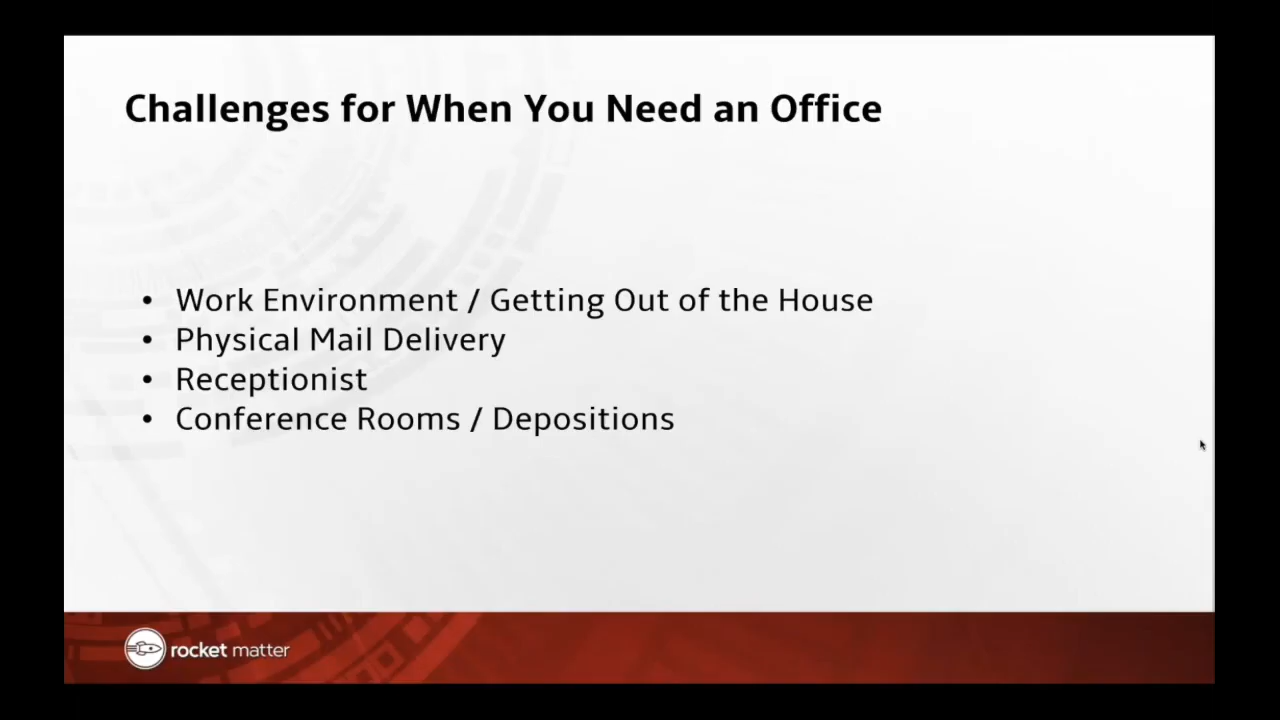 Challenges for When You Need an Office
• Work Environment / Getting Out of the House
• Physical Mail Delivery
• Receptionist
• Conference Rooms / Depositions
rocket matter